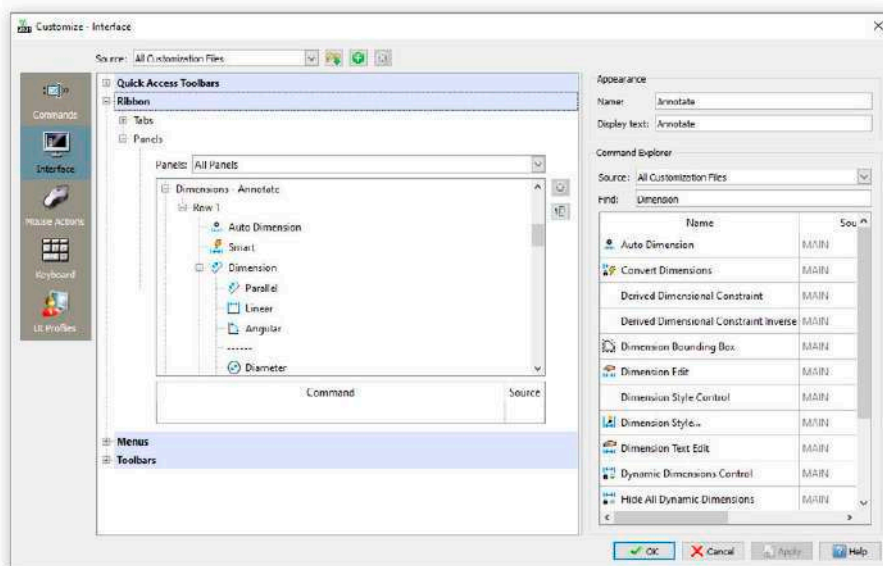 Customize - Interface
Source: All Customization Files
Commands
Interface
Mouse Actions
Keyboard
UI Profiles
Quick Access Toolbars
Ribbon
Tabs
Panels
Panels: All Panels
Dimensions - Annotate
Row 1
Auto Dimension
Smart
Dimension
Parallel
Linear
Angular
------
Diameter
Command Source
Menus
Toolbars
Appearance
Name: Annotate
Display text: Annotate
Command Explorer
Source: All Customization Files
Find: Dimension
Name Sou
Auto Dimension MAIN
Convert Dimensions MAIN
Derived Dimensional Constraint MAIN
Derived Dimensional Constraint Inverse MAIN
Dimension Bounding Box MAIN
Dimension Edit MAIN
Dimension Style Control MAIN
Dimension Style... MAIN
Dimension Text Edit MAIN
Dynamic Dimensions Control MAIN
Hide All Dynamic Dimensions MAIN
OK Cancel Apply Help